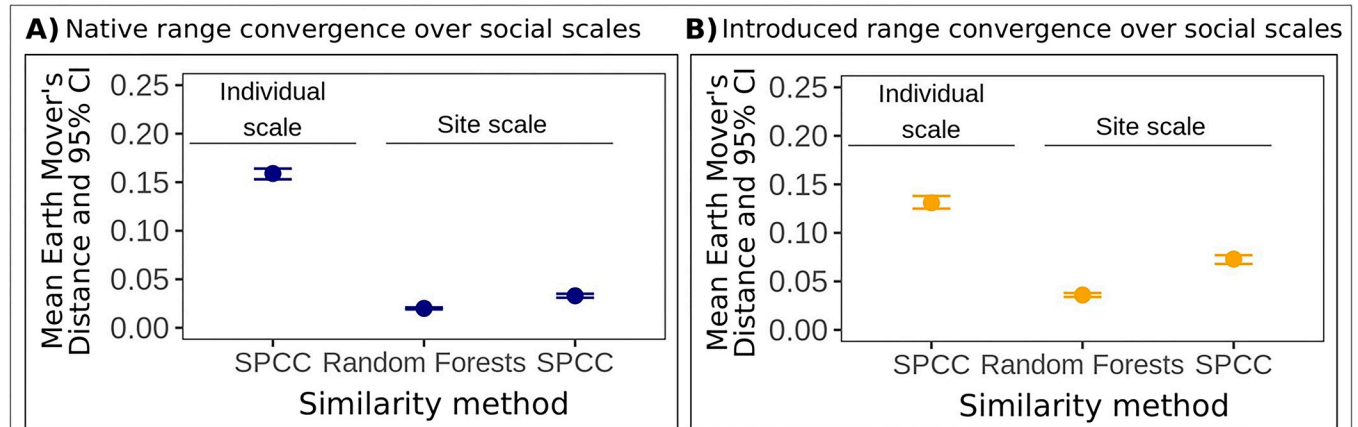 A) Native range convergence over social scales
Mean Earth Mover's
Distance and 95% CI
0.25
0.20
0.15
0.10
0.05
0.00
Individual
scale
Site scale
SPCC Random Forests SPCC
Similarity method
B) Introduced range convergence over social scales
Mean Earth Mover's
Distance and 95% CI
0.25
0.20
0.15
0.10
0.05
0.00
Individual
scale
Site scale
SPCC Random Forests SPCC
Similarity method